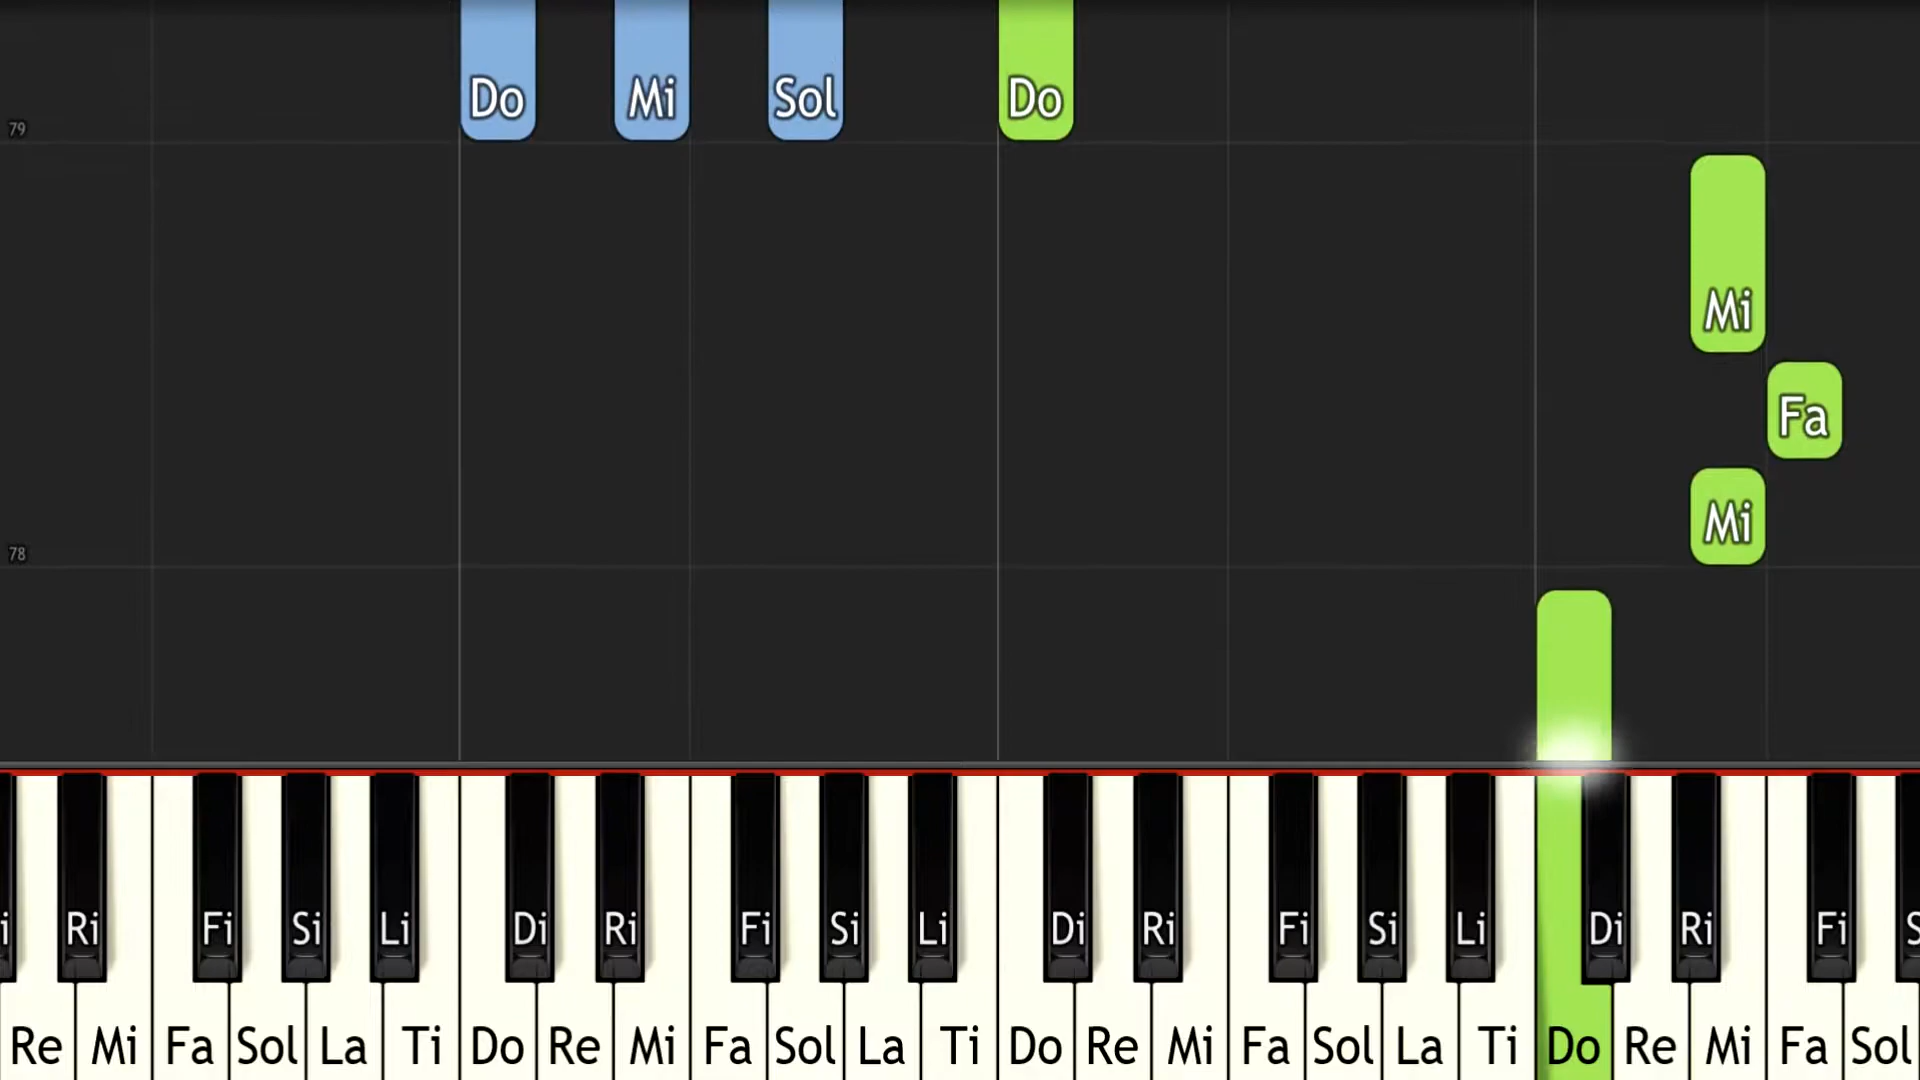 Do Mi Sol Do
79
Mi
Fa
Mi
78
Ri Fi Si Li Di Ri Fi Si Li Di Ri Fi Si Li Di Ri Fi
Re Mi Fa Sol La Ti Do Re Mi Fa Sol La Ti Do Re Mi Fa Sol La Ti Do Re Mi Fa Sol